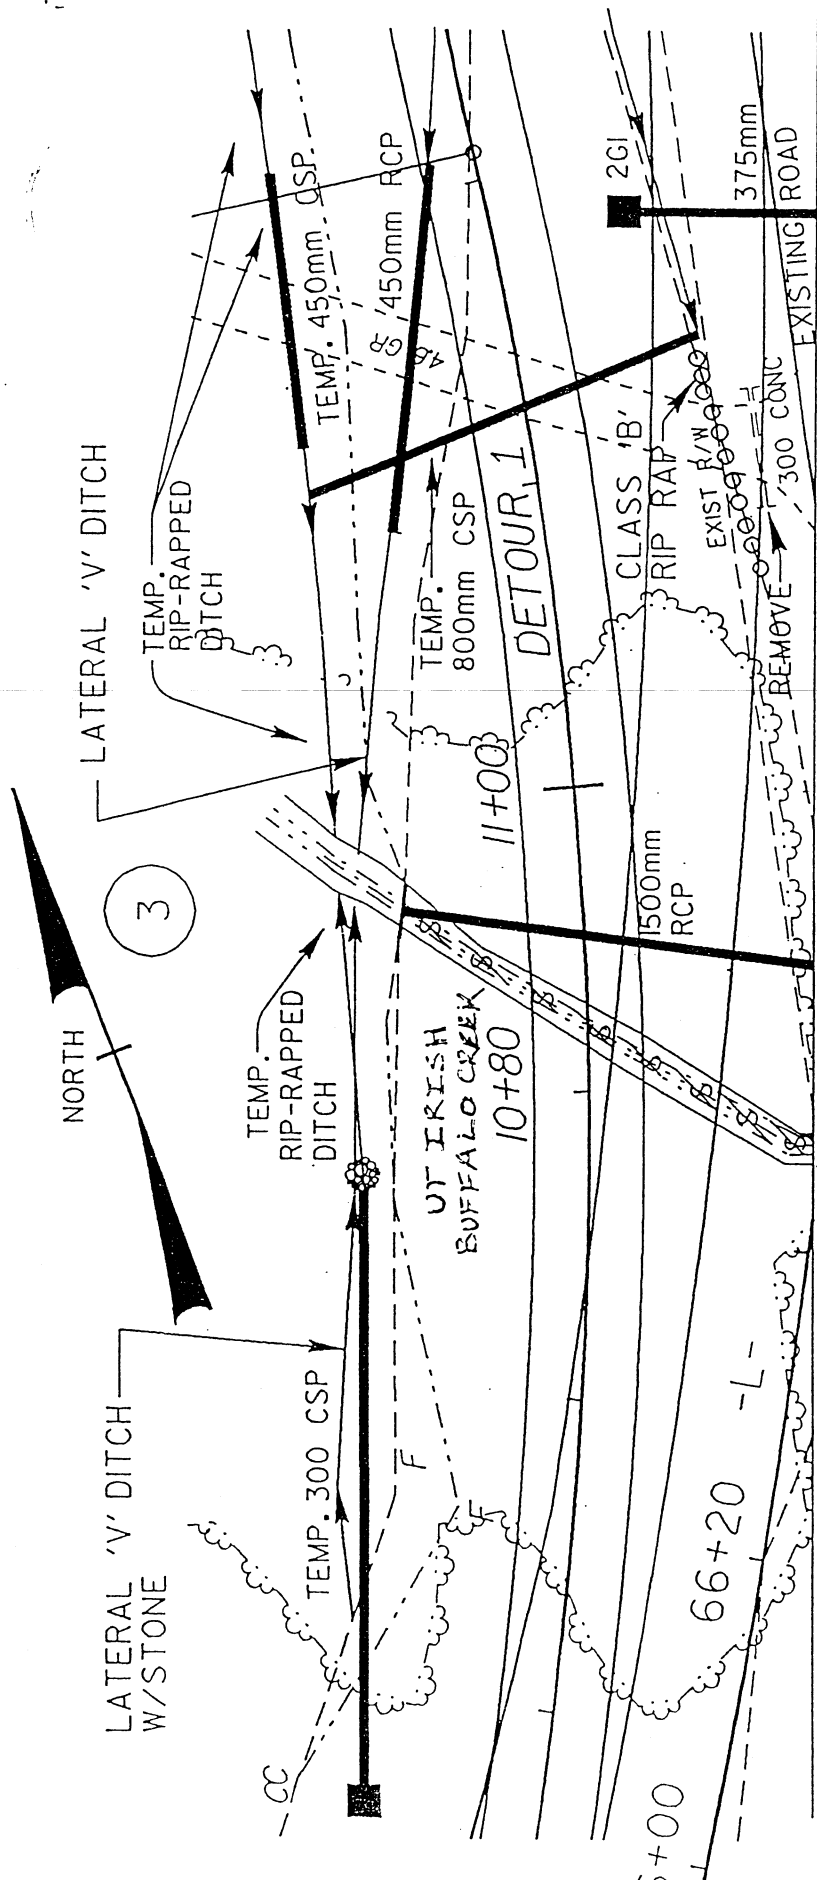 LATERAL 'V' DITCH
W/STONE
TEMP. 300 CSP
CC
F
F
NORTH
3
LATERAL 'V' DITCH
TEMP.
RIP-RAPPED
DITCH
TEMP.
RIP-RAPPED
DITCH
UT IRISH
BUFFALO CREEK
10+80
11+00
TEMP. 450mm CSP
450mm RCP
TEMP.
800mm CSP
DETOUR 1
CLASS 'B'
RIP RAP
EXIST R/W
2GI
375mm
EXISTING ROAD
300 CONC
REMOVE
1500mm
RCP
66+20
-L-
+00